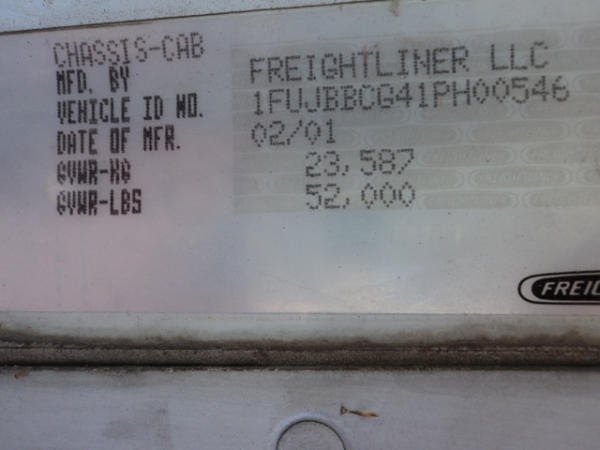 CHASSIS-CAB
MFD. BY FREIGHTLINER LLC
VEHICLE ID NO. 1FUJBBCG41PH00546
DATE OF MFR. 02/01
GVWR-KG 23,587
GVWR-LBS 52,000
FREIG